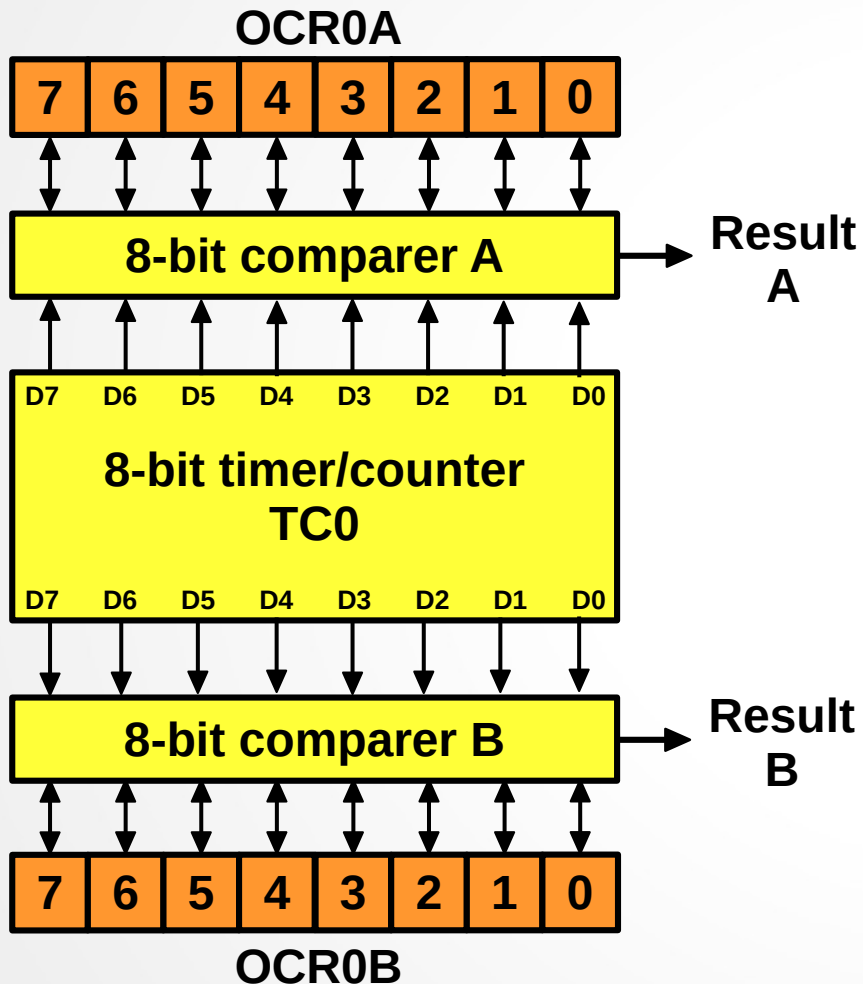 OCR0A
7 6 5 4 3 2 1 0
8-bit comparer A
Result
A
D7 D6 D5 D4 D3 D2 D1 D0
8-bit timer/counter
TC0
D7 D6 D5 D4 D3 D2 D1 D0
8-bit comparer B
Result
B
7 6 5 4 3 2 1 0
OCR0B